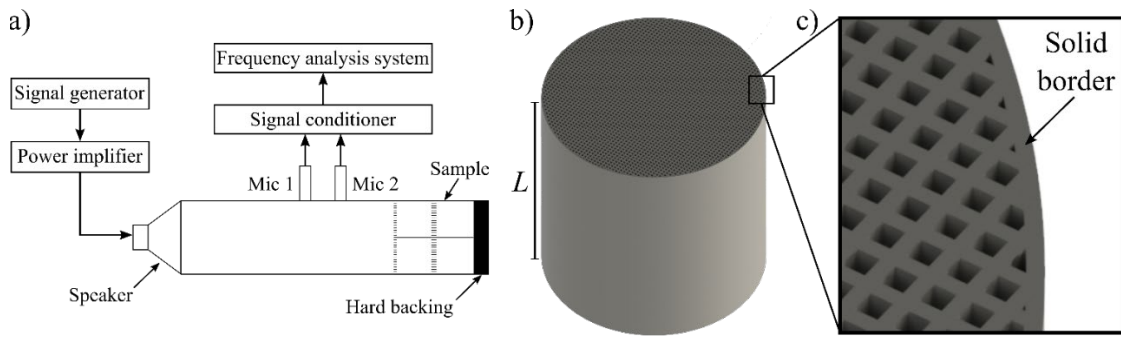 a)
Frequency analysis system
Signal generator
Signal conditioner
Power implifier
Mic 1
Mic 2
Sample
Speaker
Hard backing
b)
L
c)
Solid
border